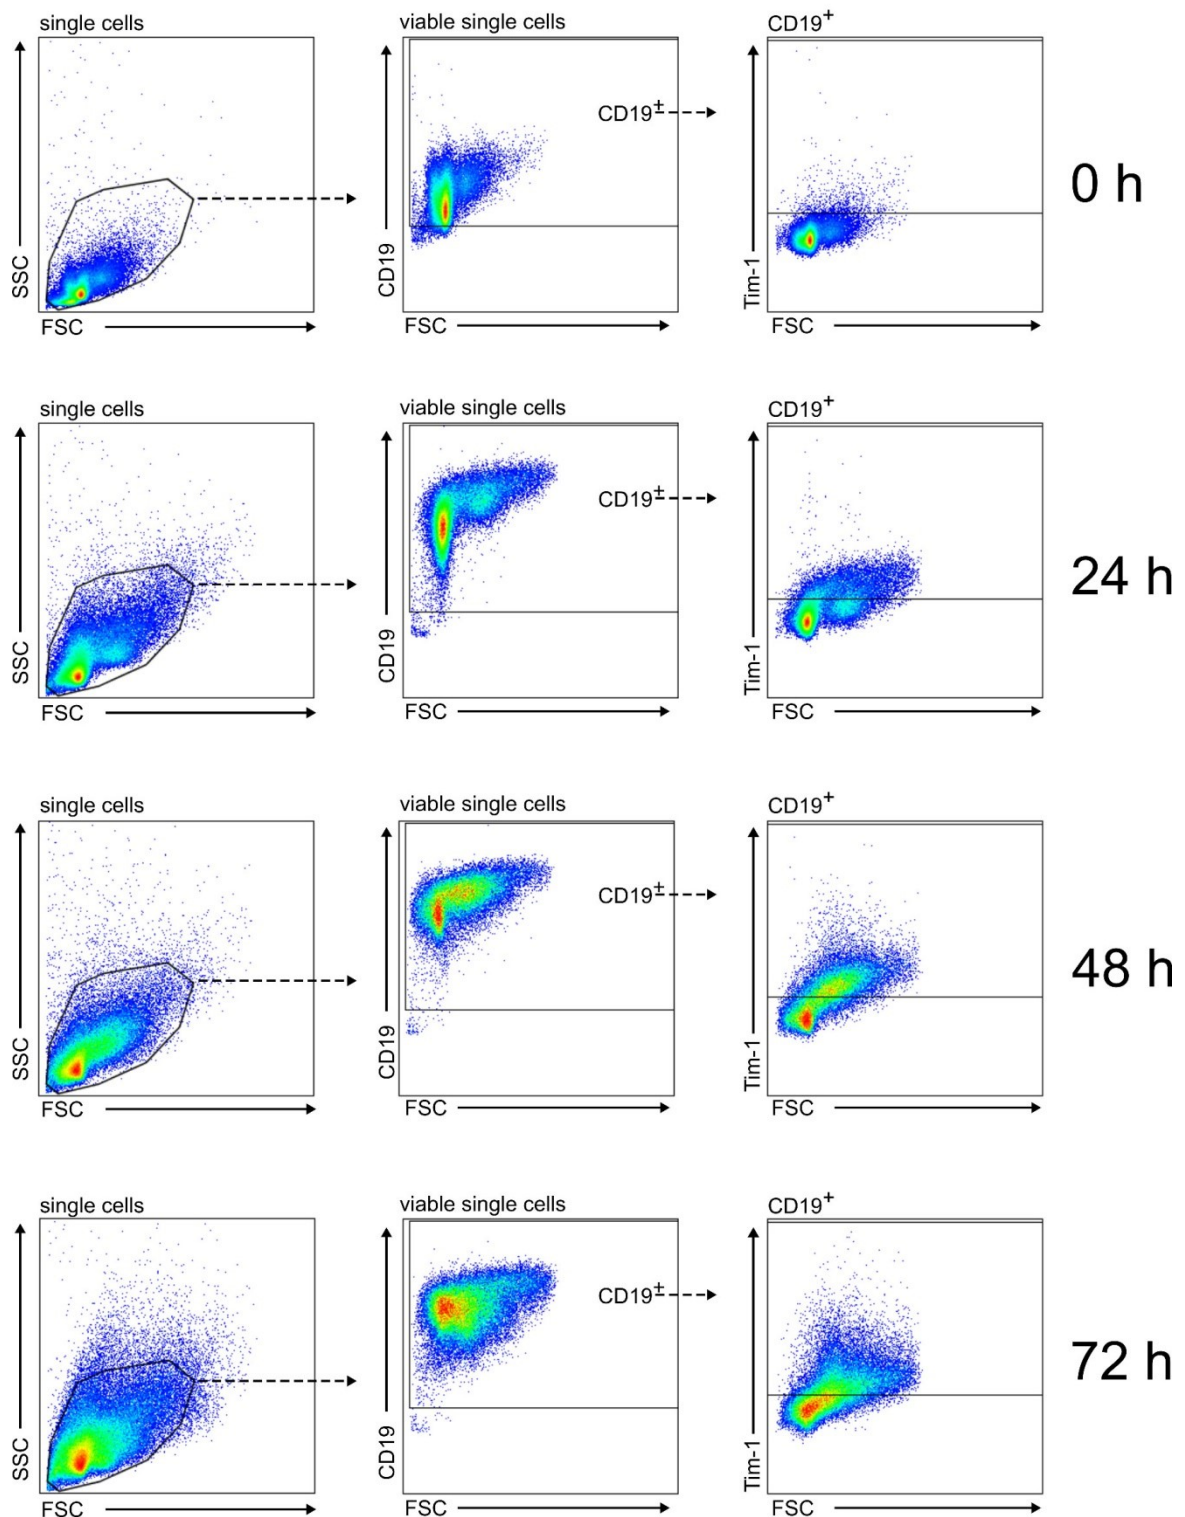 single cells
viable single cells
CD19+
SSC
FSC
CD19
FSC
CD19±
Tim-1
FSC
0 h
single cells
viable single cells
CD19+
SSC
FSC
CD19
FSC
CD19±
Tim-1
FSC
24 h
single cells
viable single cells
CD19+
SSC
FSC
CD19
FSC
CD19±
Tim-1
FSC
48 h
single cells
viable single cells
CD19+
SSC
FSC
CD19
FSC
CD19±
Tim-1
FSC
72 h